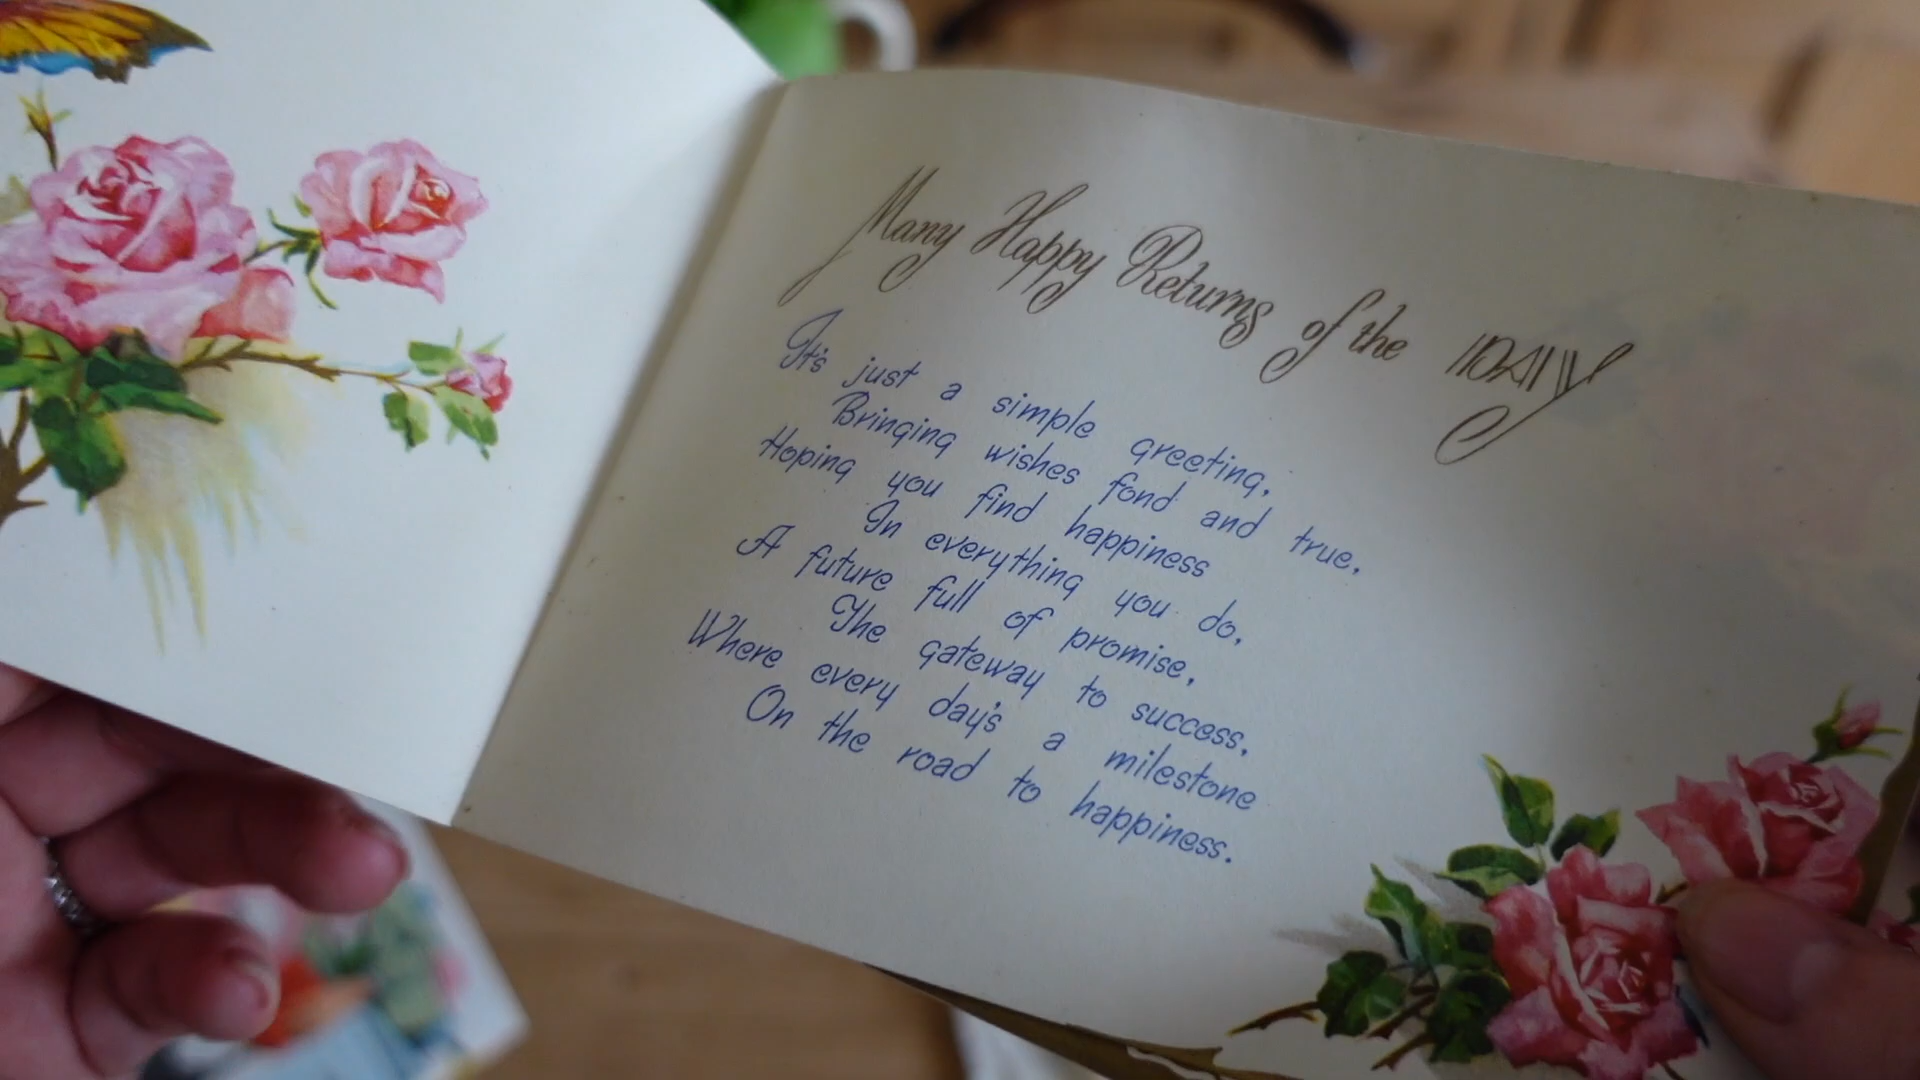 Many Happy Returns of the DAY
It's just a simple greeting,
Bringing wishes fond and true,
Hoping you find happiness
In everything you do,
A future full of promise,
The gateway to success,
Where every day's a milestone
On the road to happiness.